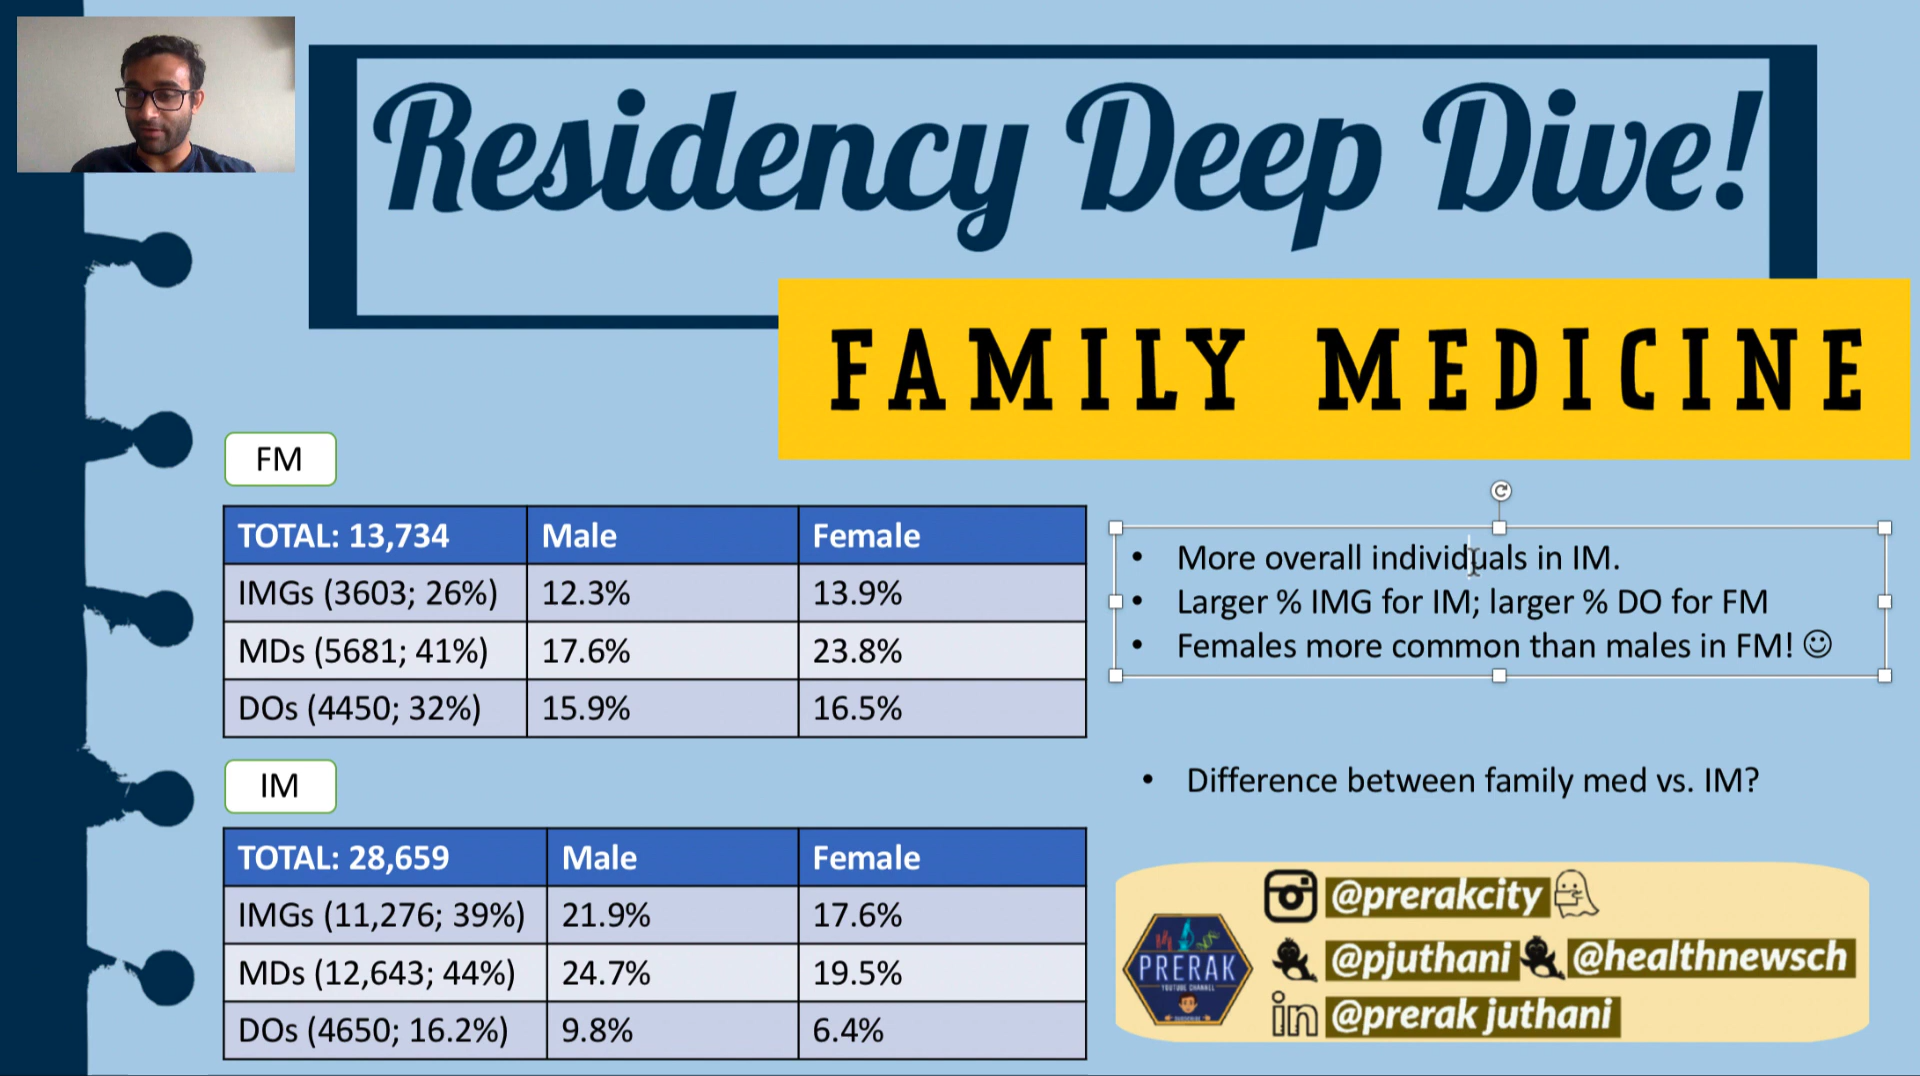 Residency Deep Dive!
FAMILY MEDICINE
FM
TOTAL: 13,734 Male Female
IMGs (3603; 26%) 12.3% 13.9%
MDs (5681; 41%) 17.6% 23.8%
DOs (4450; 32%) 15.9% 16.5%
• More overall individuals in IM.
• Larger % IMG for IM; larger % DO for FM
• Females more common than males in FM! ☺
• Difference between family med vs. IM?
IM
TOTAL: 28,659 Male Female
IMGs (11,276; 39%) 21.9% 17.6%
MDs (12,643; 44%) 24.7% 19.5%
DOs (4650; 16.2%) 9.8% 6.4%
PRERAK
YOUTUBE CHANNEL
SUBSCRIBE
@prerakcity
@pjuthani @healthnewsch
in @prerak juthani